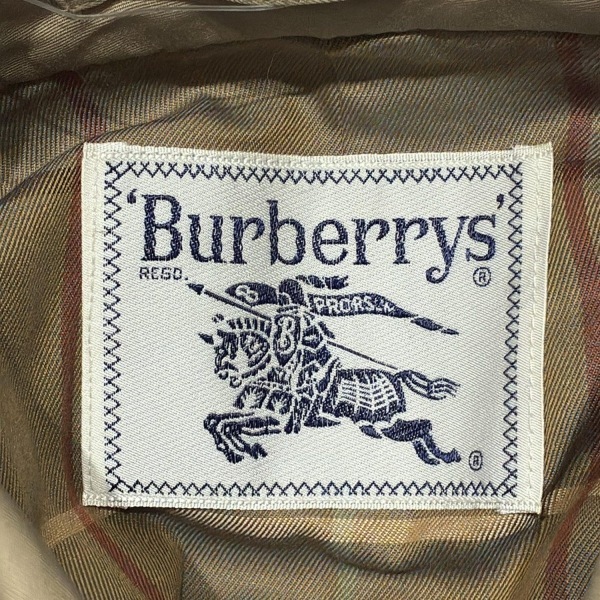 'Burberrys'
REGD. ®
B PRORSUM
B
®